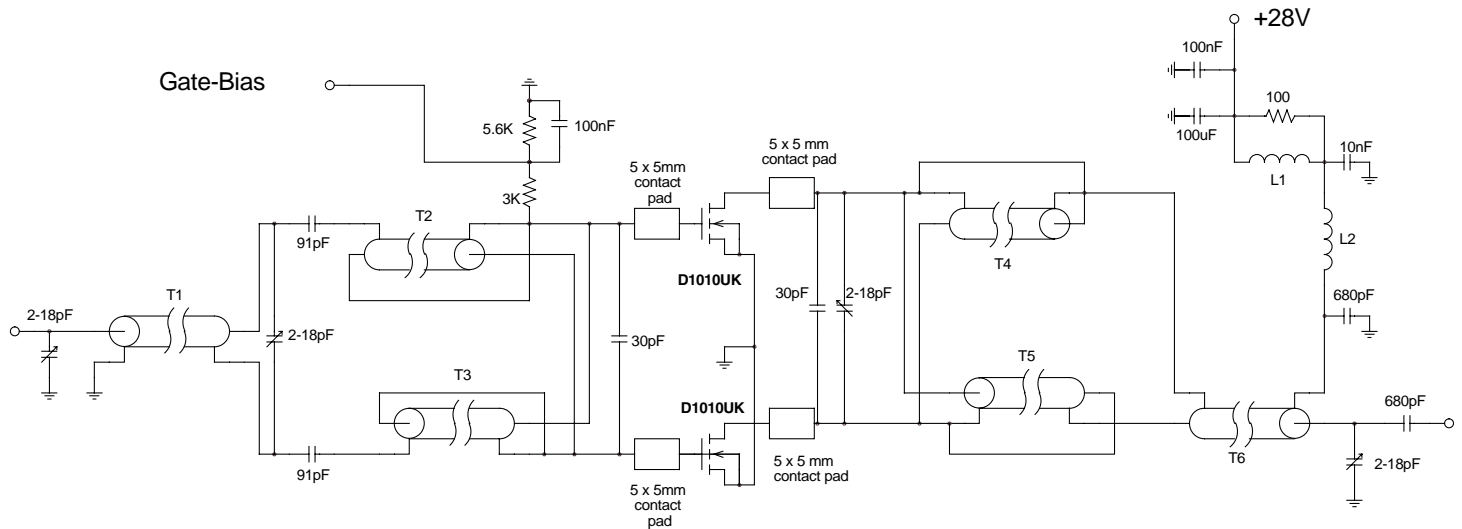 +28V
100nF
Gate-Bias
100
5.6K
100nF
100uF
5 x 5 mm
contact pad
10nF
5 x 5mm
contact
pad
L1
3K
T2
91pF
T4
L2
D1010UK
T1
2-18pF
680pF
30pF
2-18pF
2-18pF
30pF
T5
T3
D1010UK
680pF
91pF
5 x 5 mm
contact pad
T6
2-18pF
5 x 5mm
contact
pad